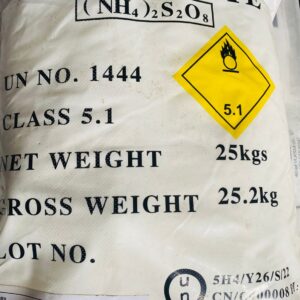 (NH₄)₂S₂O₈
UN NO. 1444
CLASS 5.1
5.1
NET WEIGHT 25kgs
GROSS WEIGHT 25.2kg
LOT NO.
un
5H4/Y26/S/22